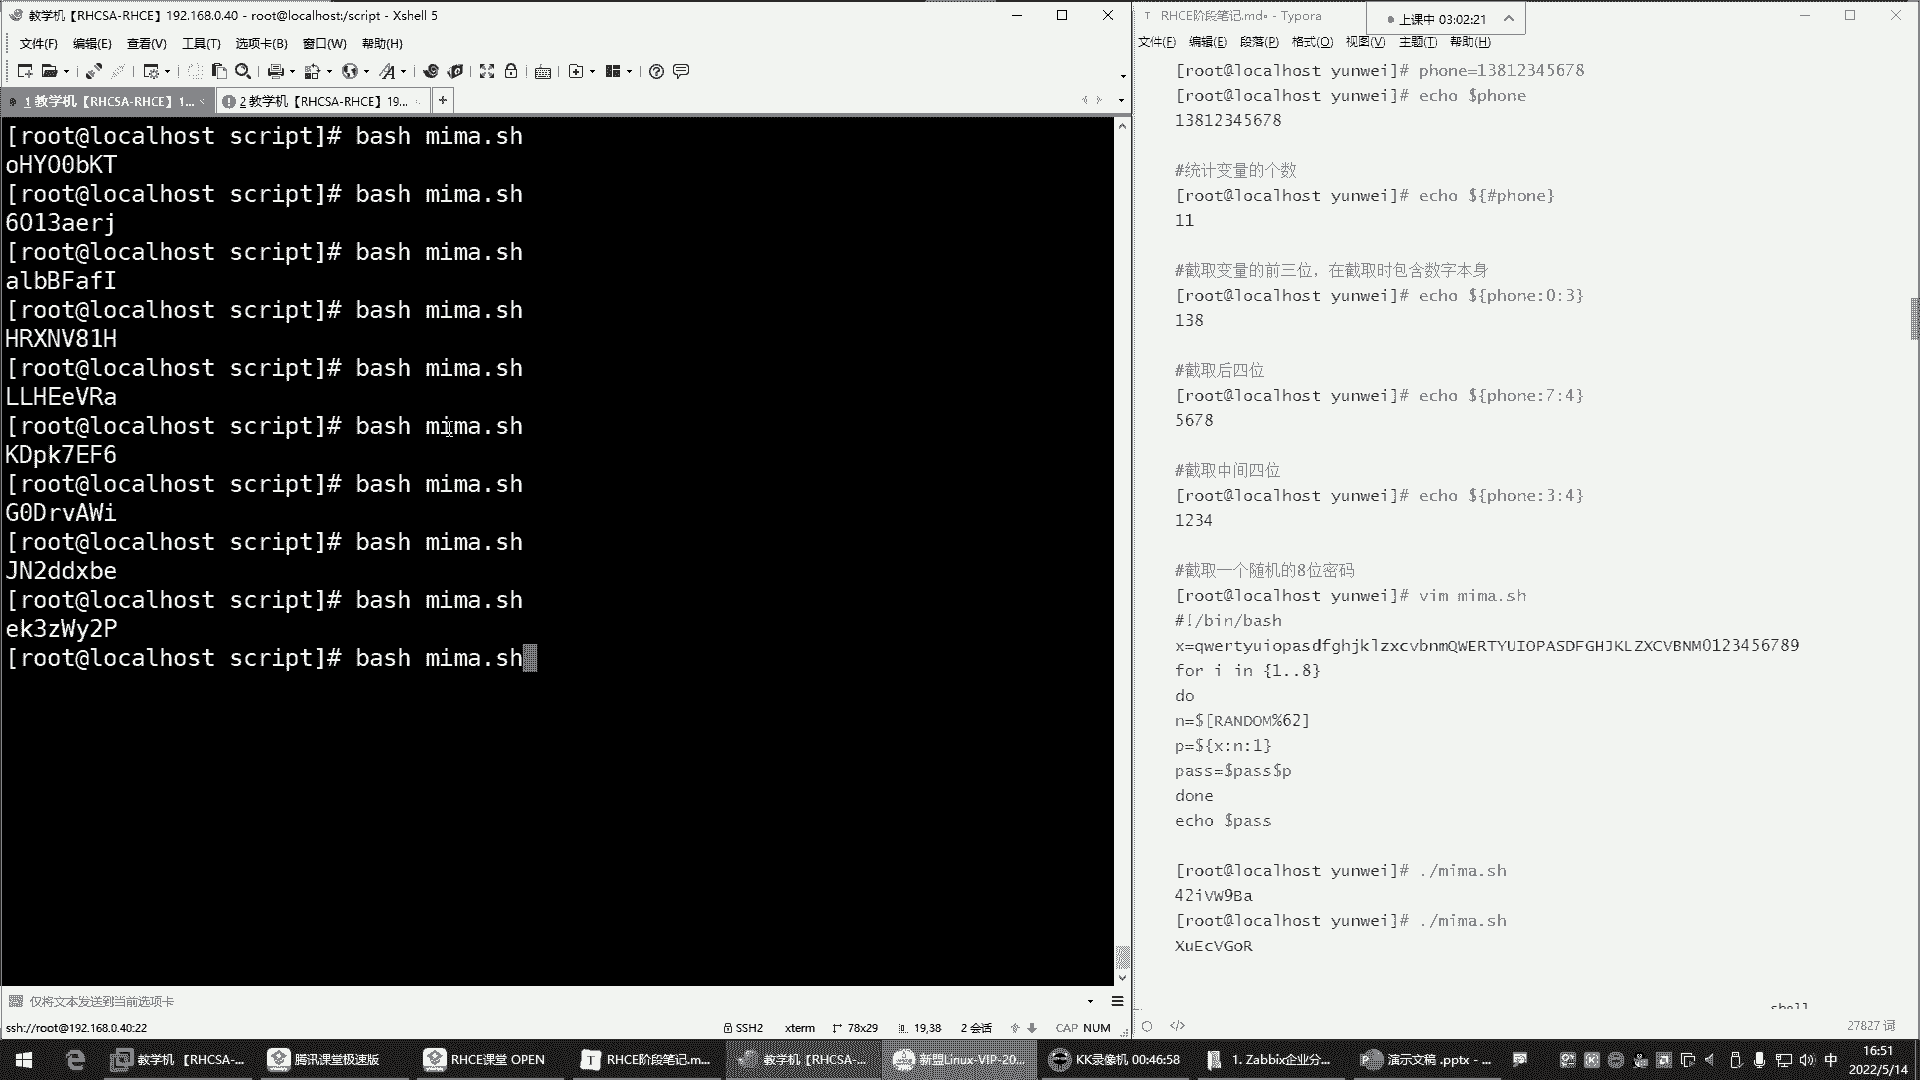 教学机【RHCSA-RHCE】192.168.0.40 - root@localhost:/script - Xshell 5
文件(F) 编辑(E) 查看(V) 工具(T) 选项卡(B) 窗口(W) 帮助(H)
1 教学机【RHCSA-RHCE】1...
2 教学机【RHCSA-RHCE】19...
[root@localhost script]# bash mima.sh
oHYO0bKT
[root@localhost script]# bash mima.sh
6O13aerj
[root@localhost script]# bash mima.sh
albBFafI
[root@localhost script]# bash mima.sh
HRXNV81H
[root@localhost script]# bash mima.sh
LLHEeVRa
[root@localhost script]# bash mima.sh
KDpk7EF6
[root@localhost script]# bash mima.sh
G0DrvAWi
[root@localhost script]# bash mima.sh
JN2ddxbe
[root@localhost script]# bash mima.sh
ek3zWy2P
[root@localhost script]# bash mima.sh
仅将文本发送到当前选项卡
ssh://root@192.168.0.40:22 SSH2 xterm 78x29 19,38 2 会话 CAP NUM
RHCE阶段笔记.md• - Typora
上课中 03:02:21
文件(F) 编辑(E) 段落(P) 格式(O) 视图(V) 主题(T) 帮助(H)
[root@localhost yunwei]# phone=13812345678
[root@localhost yunwei]# echo $phone
13812345678
#统计变量的个数
[root@localhost yunwei]# echo ${#phone}
11
#截取变量的前三位，在截取时包含数字本身
[root@localhost yunwei]# echo ${phone:0:3}
138
#截取后四位
[root@localhost yunwei]# echo ${phone:7:4}
5678
#截取中间四位
[root@localhost yunwei]# echo ${phone:3:4}
1234
#截取一个随机的8位密码
[root@localhost yunwei]# vim mima.sh
#!/bin/bash
x=qwertyuiopasdfghjklzxcvbnmQWERTYUIOPASDFGHJKLZXCVBNM0123456789
for i in {1..8}
do
n=$[RANDOM%62]
p=${x:n:1}
pass=$pass$p
done
echo $pass
[root@localhost yunwei]# ./mima.sh
42iVW9Ba
[root@localhost yunwei]# ./mima.sh
XuEcVGoR
shell
27827 词
教学机 【RHCSA-...
腾讯课堂极速版
RHCE课堂 OPEN
RHCE阶段笔记.m...
教学机【RHCSA-...
新盟Linux-VIP-20...
KK录像机 00:46:58
1. Zabbix企业分...
演示文稿 .pptx - ...
中
16:51
2022/5/14